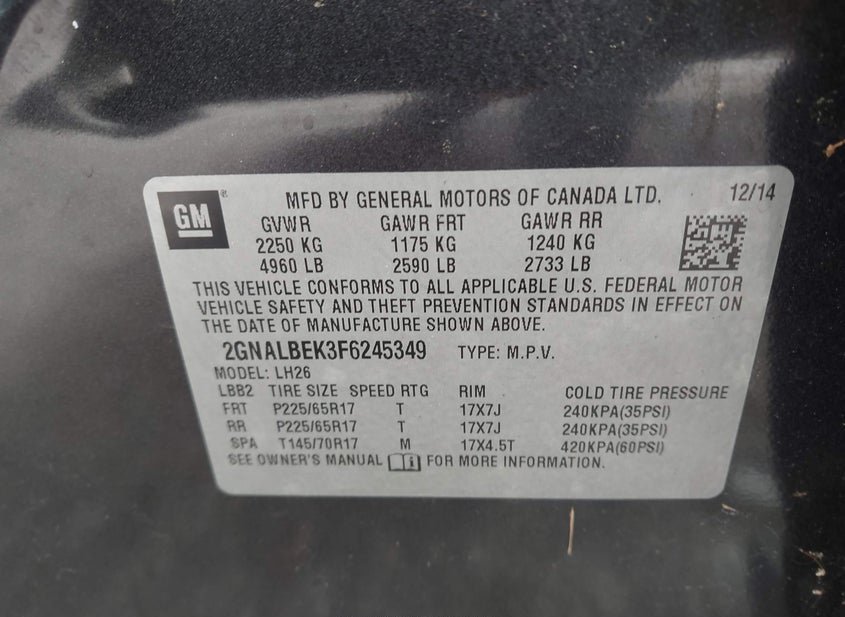 GM ® MFD BY GENERAL MOTORS OF CANADA LTD. 12/14
GVWR GAWR FRT GAWR RR
2250 KG 1175 KG 1240 KG
4960 LB 2590 LB 2733 LB
THIS VEHICLE CONFORMS TO ALL APPLICABLE U.S. FEDERAL MOTOR
VEHICLE SAFETY AND THEFT PREVENTION STANDARDS IN EFFECT ON
THE DATE OF MANUFACTURE SHOWN ABOVE.
2GNALBEK3F6245349 TYPE: M.P.V.
MODEL: LH26
LBB2 TIRE SIZE SPEED RTG RIM COLD TIRE PRESSURE
FRT P225/65R17 T 17X7J 240KPA(35PSI)
RR P225/65R17 T 17X7J 240KPA(35PSI)
SPA T145/70R17 M 17X4.5T 420KPA(60PSI)
SEE OWNER'S MANUAL FOR MORE INFORMATION.